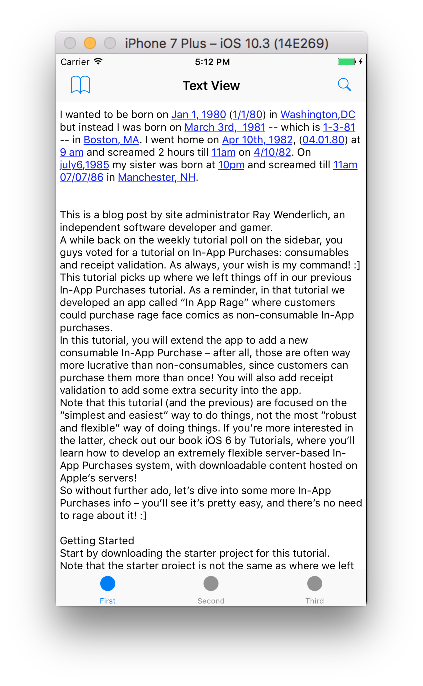 iPhone 7 Plus – iOS 10.3 (14E269)
Carrier 5:12 PM
Text View
I wanted to be born on Jan 1, 1980 (1/1/80) in Washington,DC
but instead I was born on March 3rd, 1981 -- which is 1-3-81
-- in Boston, MA. I went home on Apr 10th, 1982, (04.01.80) at
9 am and screamed 2 hours till 11am on 4/10/82. On
july6,1985 my sister was born at 10pm and screamed till 11am
07/07/86 in Manchester, NH.
This is a blog post by site administrator Ray Wenderlich, an
independent software developer and gamer.
A while back on the weekly tutorial poll on the sidebar, you
guys voted for a tutorial on In-App Purchases: consumables
and receipt validation. As always, your wish is my command! :]
This tutorial picks up where we left things off in our previous
In-App Purchases tutorial. As a reminder, in that tutorial we
developed an app called “In App Rage” where customers
could purchase rage face comics as non-consumable In-App
purchases.
In this tutorial, you will extend the app to add a new
consumable In-App Purchase – after all, those are often way
more lucrative than non-consumables, since customers can
purchase them more than once! You will also add receipt
validation to add some extra security into the app.
Note that this tutorial (and the previous) are focused on the
“simplest and easiest” way to do things, not the most “robust
and flexible” way of doing things. If you’re more interested in
the latter, check out our book iOS 6 by Tutorials, where you’ll
learn how to develop an extremely flexible server-based In-
App Purchases system, with downloadable content hosted on
Apple’s servers!
So without further ado, let’s dive into some more In-App
Purchases info – you’ll see it’s pretty easy, and there’s no need
to rage about it! :]
Getting Started
Start by downloading the starter project for this tutorial.
Note that the starter project is not the same as where we left
First Second Third